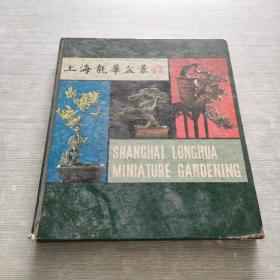 上海龍華盆景
SHANGHAI LONGHUA
MINIATURE GARDENING